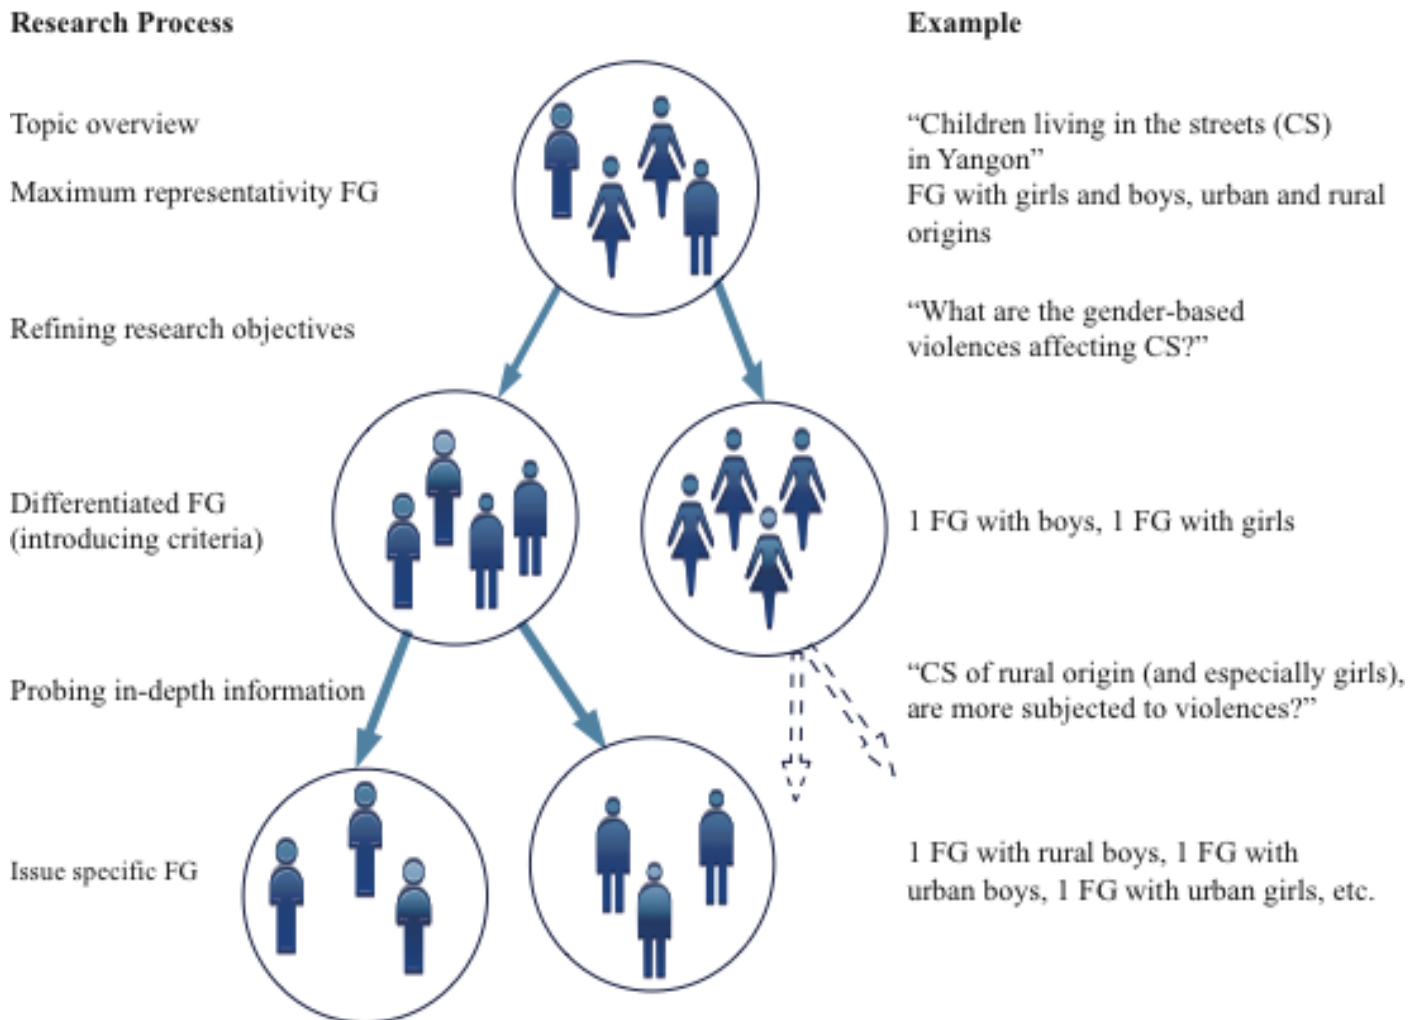 Research Process
Example
Topic overview
“Children living in the streets (CS)
in Yangon”
Maximum representativity FG
FG with girls and boys, urban and rural
origins
Refining research objectives
“What are the gender-based
violences affecting CS?”
Differentiated FG
(introducing criteria)
1 FG with boys, 1 FG with girls
Probing in-depth information
“CS of rural origin (and especially girls),
are more subjected to violences?”
Issue specific FG
1 FG with rural boys, 1 FG with
urban boys, 1 FG with urban girls, etc.